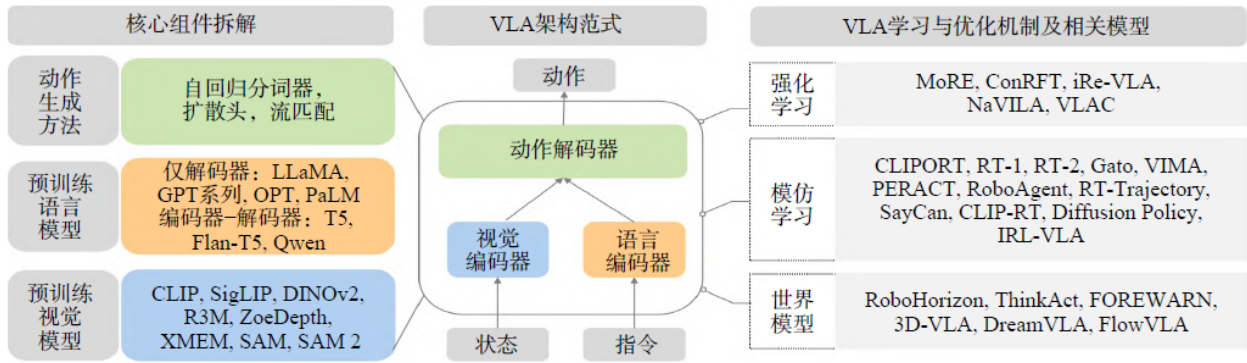 核心组件拆解
动作
生成
方法
自回归分词器,
扩散头, 流匹配
预训练
语言
模型
仅解码器: LLaMA,
GPT系列, OPT, PaLM
编码器-解码器: T5,
Flan-T5, Qwen
预训练
视觉
模型
CLIP, SigLIP, DINOv2,
R3M, ZoeDepth,
XMEM, SAM, SAM 2
VLA架构范式
动作
动作解码器
视觉
编码器
语言
编码器
状态
指令
VLA学习与优化机制及相关模型
强化
学习
MoRE, ConRFT, iRe-VLA,
NaVILA, VLAC
模仿
学习
CLIPORT, RT-1, RT-2, Gato, VIMA,
PERACT, RoboAgent, RT-Trajectory,
SayCan, CLIP-RT, Diffusion Policy,
IRL-VLA
世界
模型
RoboHorizon, ThinkAct, FOREWARN,
3D-VLA, DreamVLA, FlowVLA